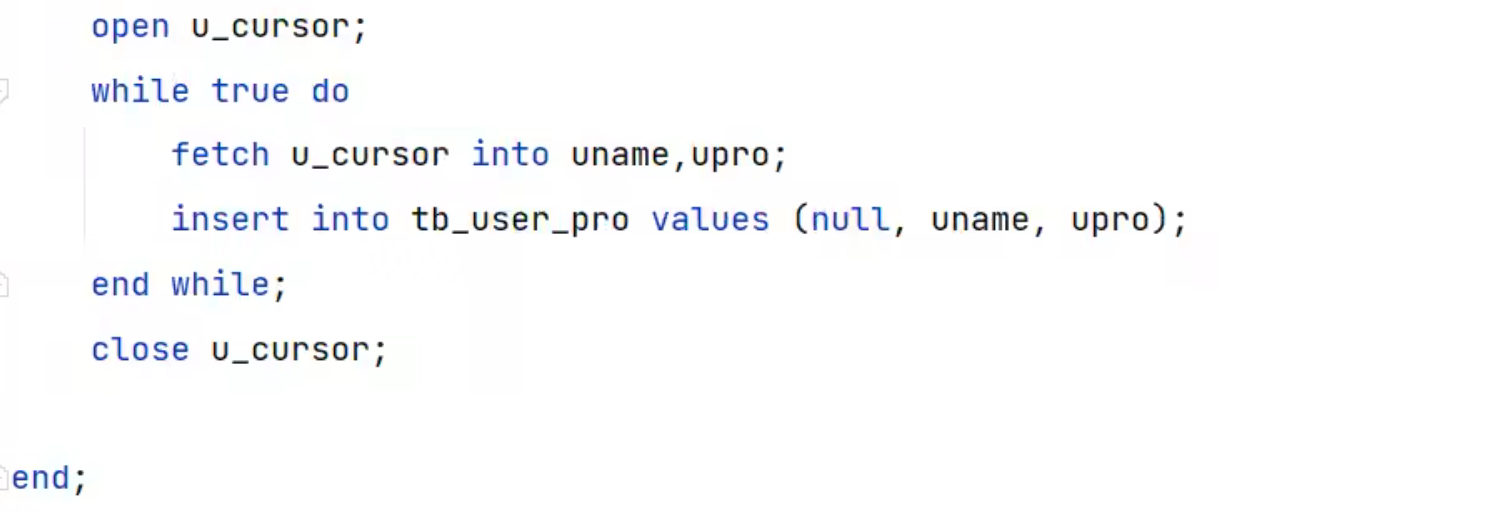 open u_cursor;
while true do
fetch u_cursor into uname,upro;
insert into tb_user_pro values (null, uname, upro);
end while;
close u_cursor;
end;